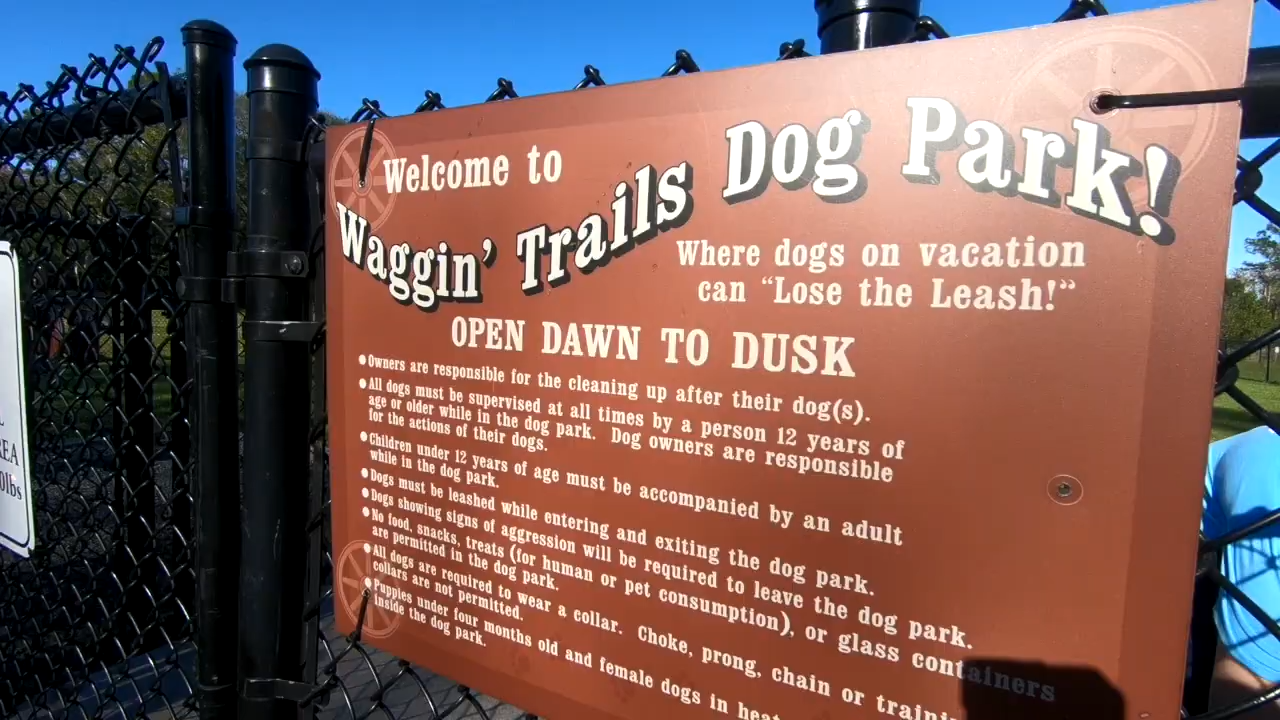 Welcome to
Waggin' Trails Dog Park!
Where dogs on vacation
can “Lose the Leash!“
OPEN DAWN TO DUSK
● Owners are responsible for the cleaning up after their dog(s).
● All dogs must be supervised at all times by a person 12 years of
age or older while in the dog park. Dog owners are responsible
for the actions of their dogs.
● Children under 12 years of age must be accompanied by an adult
while in the dog park.
● Dogs must be leashed while entering and exiting the dog park.
● Dogs showing signs of aggression will be required to leave the dog park.
● No food, snacks, treats (for human or pet consumption), or glass containers
are permitted in the dog park.
● All dogs are required to wear a collar. Choke, prong, chain or
collars are not permitted.
● Puppies under four months old and female dogs in heat
inside the dog park.